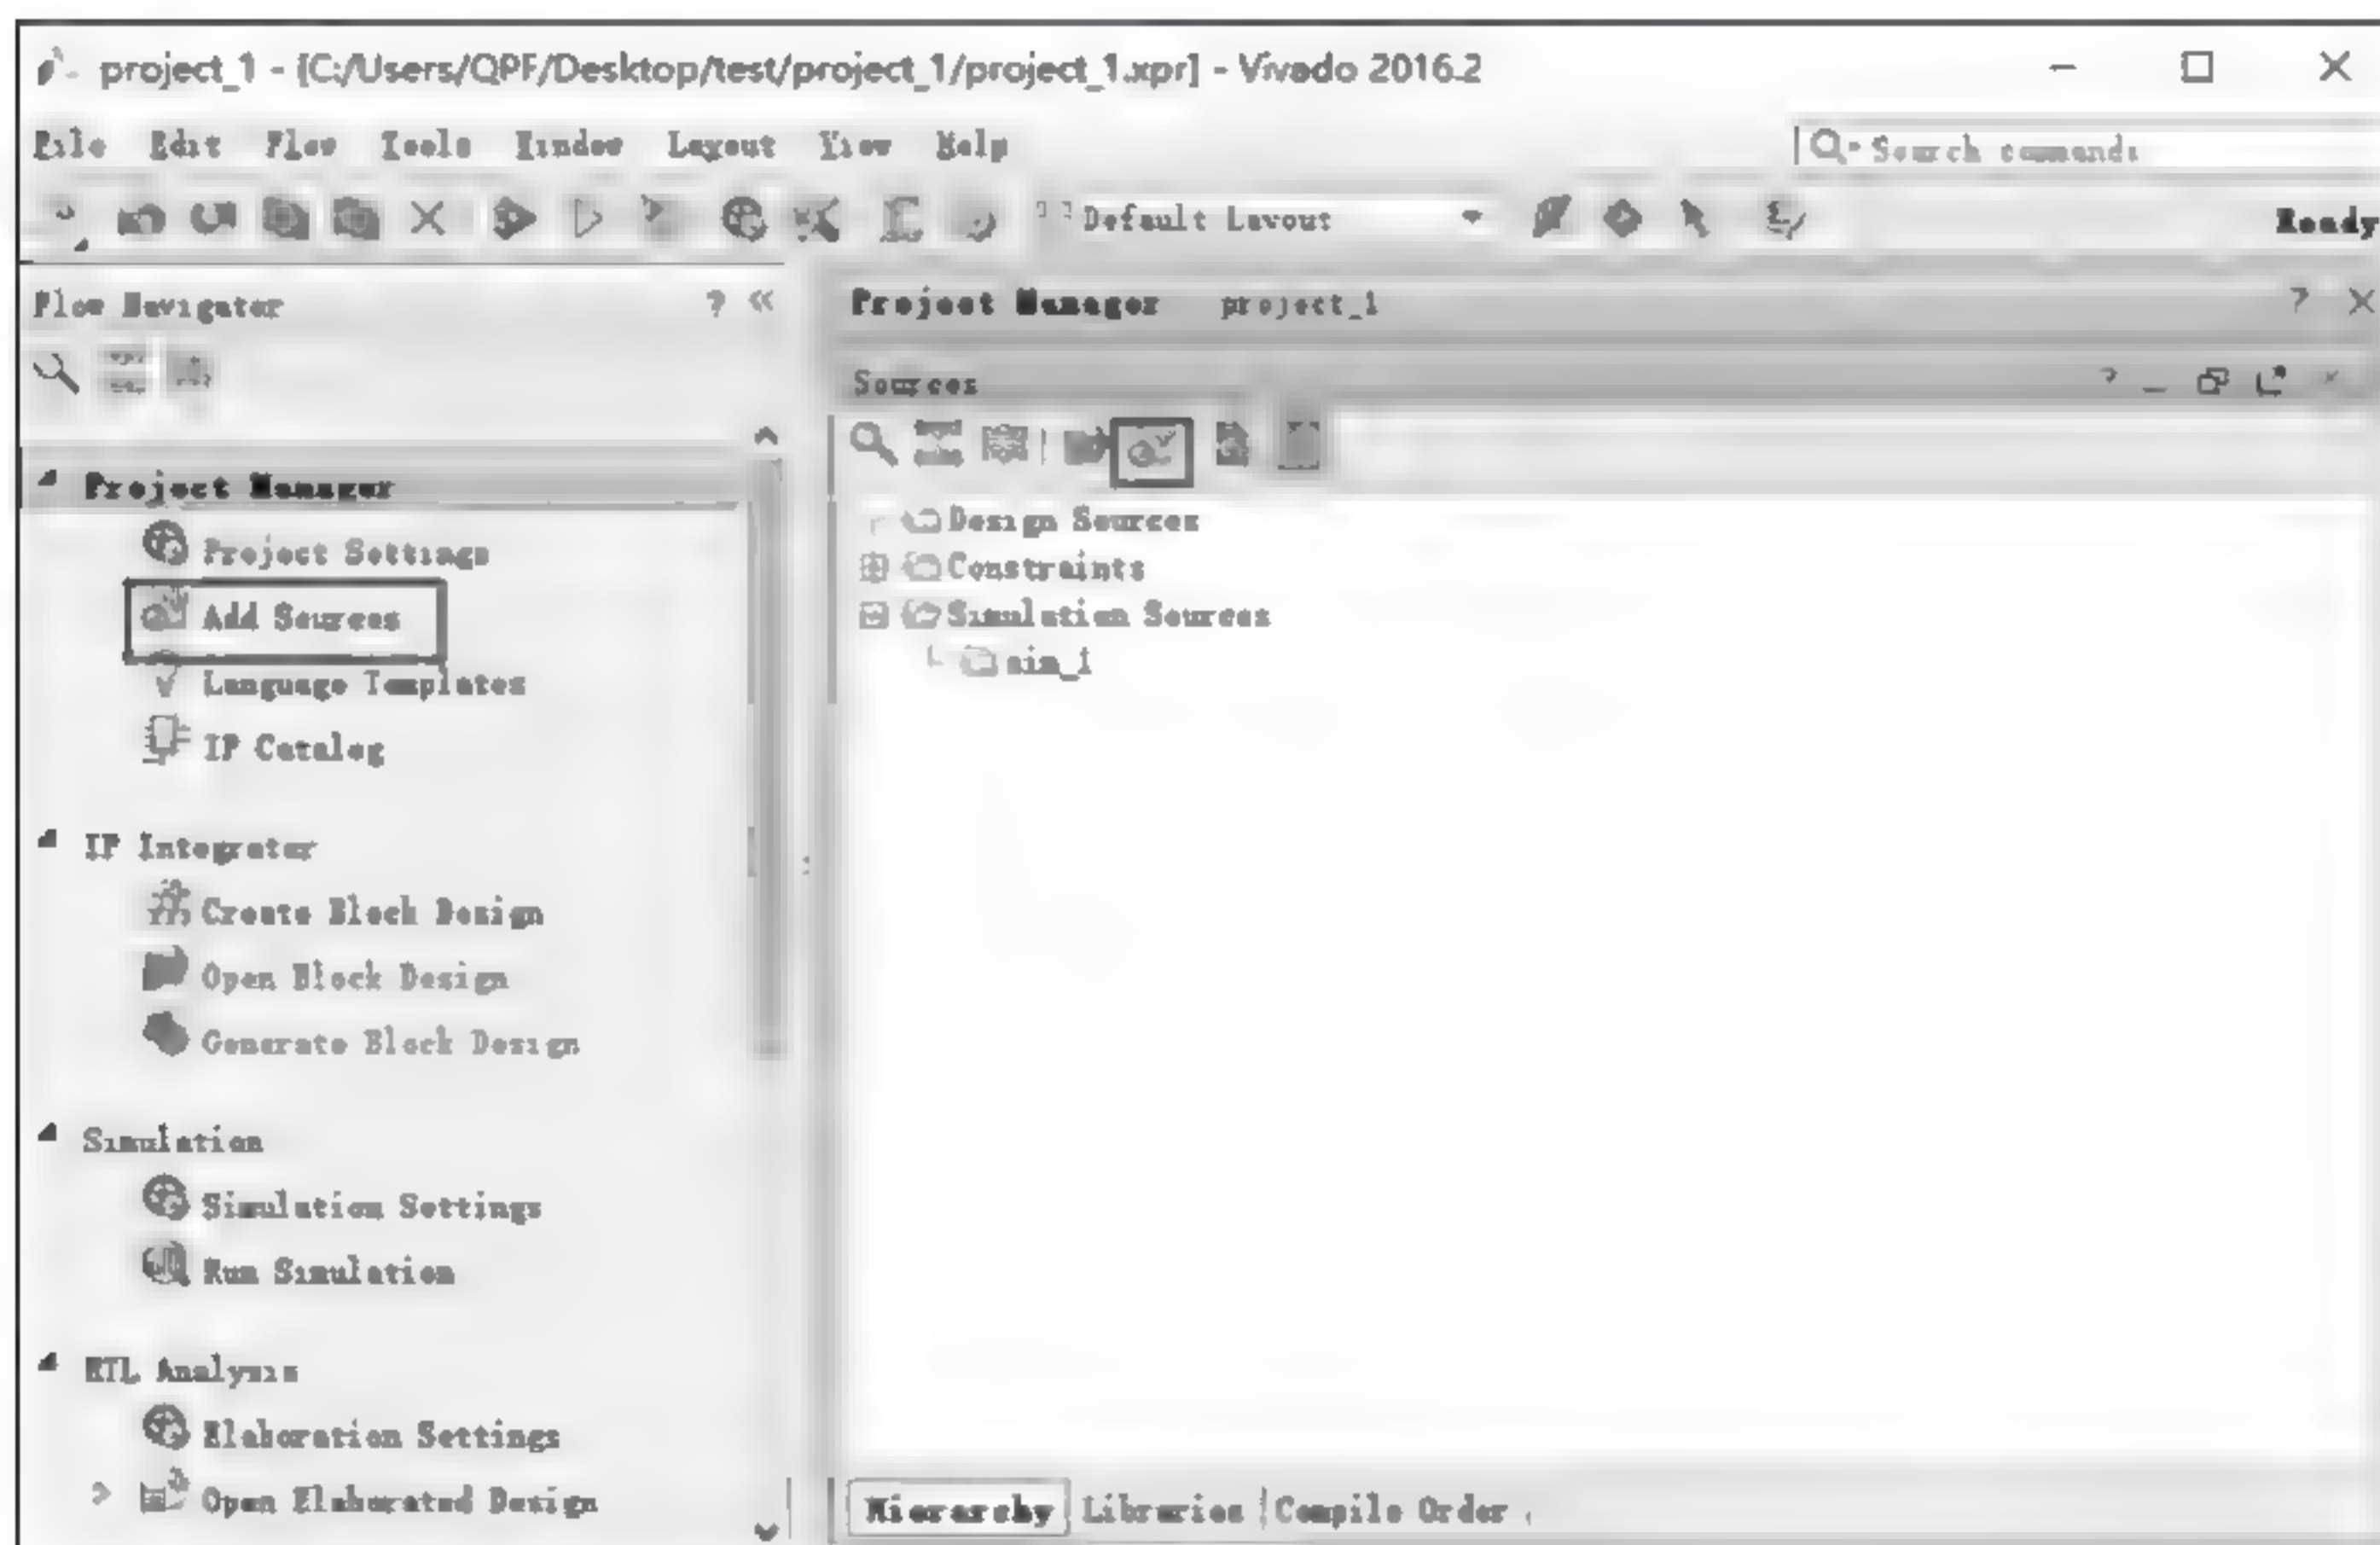 project_1 - [C:/Users/QPF/Desktop/test/project_1/project_1.xpr] - Vivado 2016.2
File Edit Flow Tools Window Layout View Help
Search commands
Default Layout
Ready
Flow Navigator
Project Manager
Project Settings
Add Sources
Language Templates
IP Catalog
IP Integrator
Create Block Design
Open Block Design
Generate Block Design
Simulation
Simulation Settings
Run Simulation
RTL Analysis
Elaboration Settings
Open Elaborated Design
Project Manager project_1
Sources
Design Sources
Constraints
Simulation Sources
sim_1
Hierarchy Libraries Compile Order